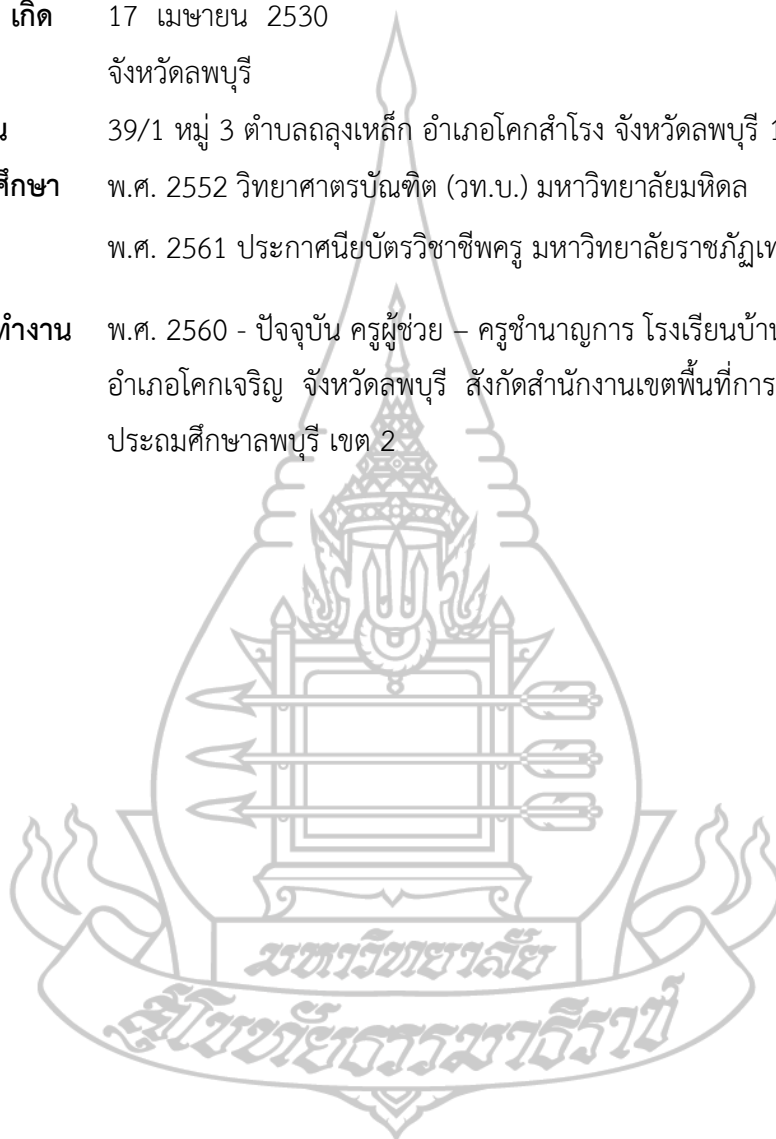 เกิด 17 เมษายน 2530
จังหวัดลพบุรี
39/1 หมู่ 3 ตำบลถลุงเหล็ก อำเภอโคกสำโรง จังหวัดลพบุรี 1
ศึกษา พ.ศ. 2552 วิทยาศาตรบัณฑิต (วท.บ.) มหาวิทยาลัยมหิดล
พ.ศ. 2561 ประกาศนียบัตรวิชาชีพครู มหาวิทยาลัยราชภัฏเท
ทำงาน พ.ศ. 2560 - ปัจจุบัน ครูผู้ช่วย – ครูชำนาญการ โรงเรียนบ้าน
อำเภอโคกเจริญ จังหวัดลพบุรี สังกัดสำนักงานเขตพื้นที่การ
ประถมศึกษาลพบุรี เขต 2
มหาวิทยาลัย
สุโขทัยธรรมาธิราช